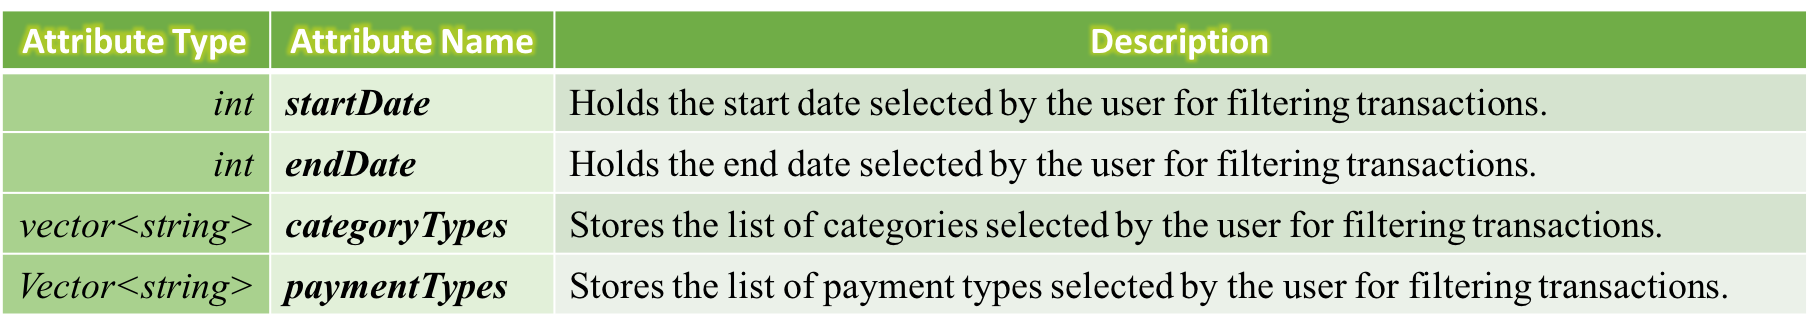 Attribute Type Attribute Name Description
int startDate Holds the start date selected by the user for filtering transactions.
int endDate Holds the end date selected by the user for filtering transactions.
vector<string> categoryTypes Stores the list of categories selected by the user for filtering transactions.
Vector<string> paymentTypes Stores the list of payment types selected by the user for filtering transactions.